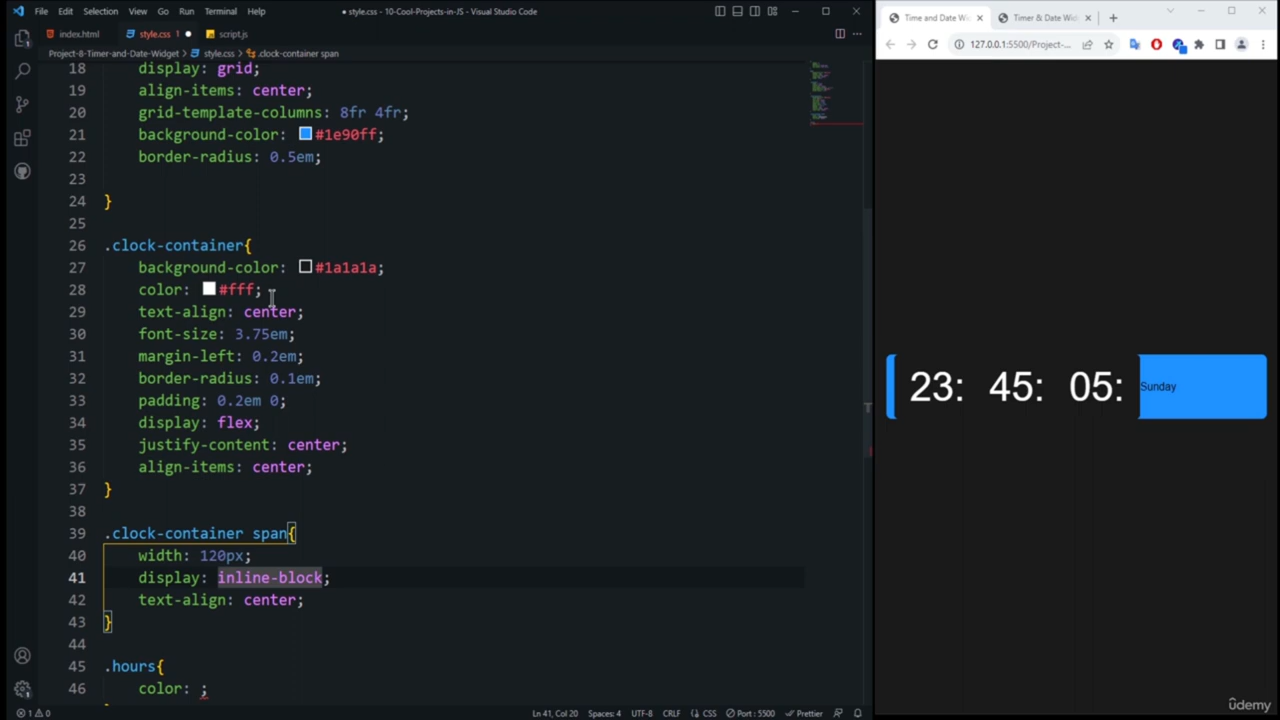 File Edit Selection View Go Run Terminal Help
● style.css - 10-Cool-Projects-in-JS - Visual Studio Code
index.html
style.css 1 ●
script.js
Project-8-Timer-and-Date-Widget > style.css > .clock-container span
18 display: grid;
19 align-items: center;
20 grid-template-columns: 8fr 4fr;
21 background-color: #1e90ff;
22 border-radius: 0.5em;
23
24 }
25
26 .clock-container{
27 background-color: #1a1a1a;
28 color: #fff;
29 text-align: center;
30 font-size: 3.75em;
31 margin-left: 0.2em;
32 border-radius: 0.1em;
33 padding: 0.2em 0;
34 display: flex;
35 justify-content: center;
36 align-items: center;
37 }
38
39 .clock-container span{
40 width: 120px;
41 display: inline-block;
42 text-align: center;
43 }
44
45 .hours{
46 color: ;
1 0
Ln 41, Col 20 Spaces: 4 UTF-8 CRLF CSS Port : 5500 Prettier
Time and Date Wi
Timer & Date Wid
127.0.0.1:5500/Project-...
23: 45: 05:
Sunday
udemy